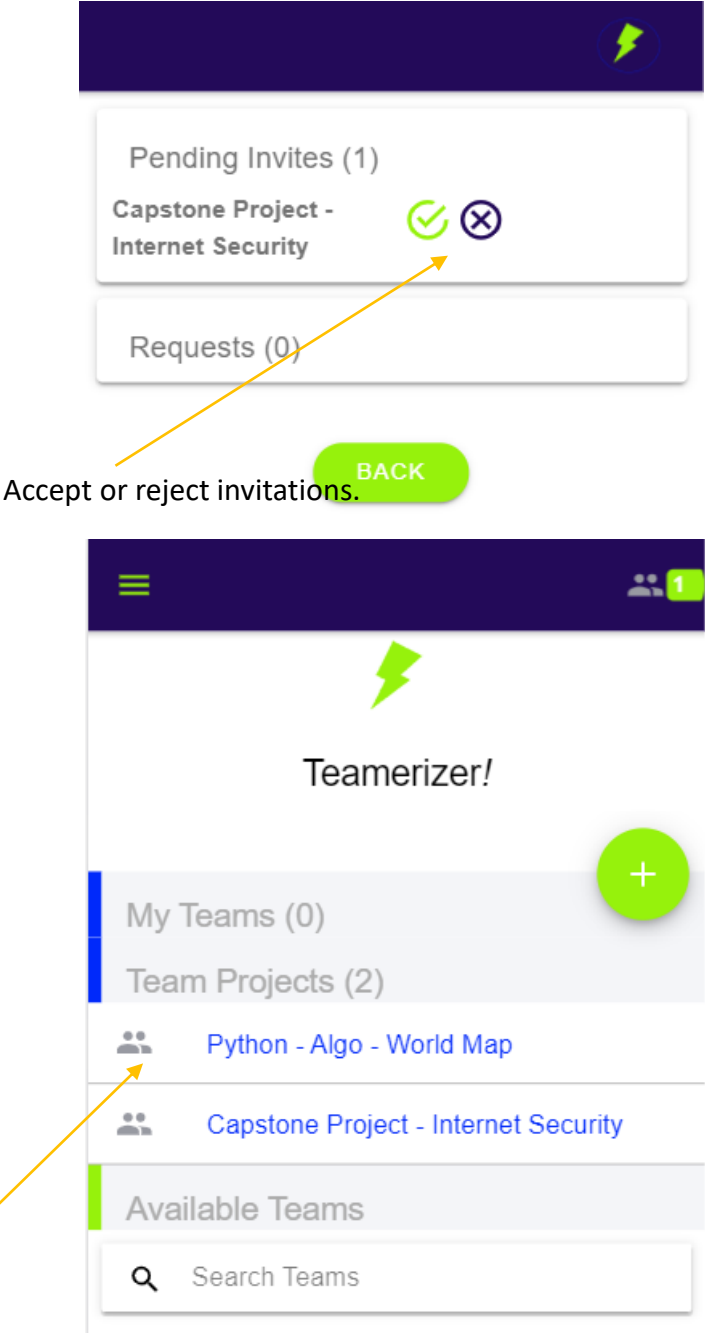 Pending Invites (1)
Capstone Project -
Internet Security
Requests (0)
BACK
Accept or reject invitations.
1
Teamerizer!
+
My Teams (0)
Team Projects (2)
Python - Algo - World Map
Capstone Project - Internet Security
Available Teams
Search Teams